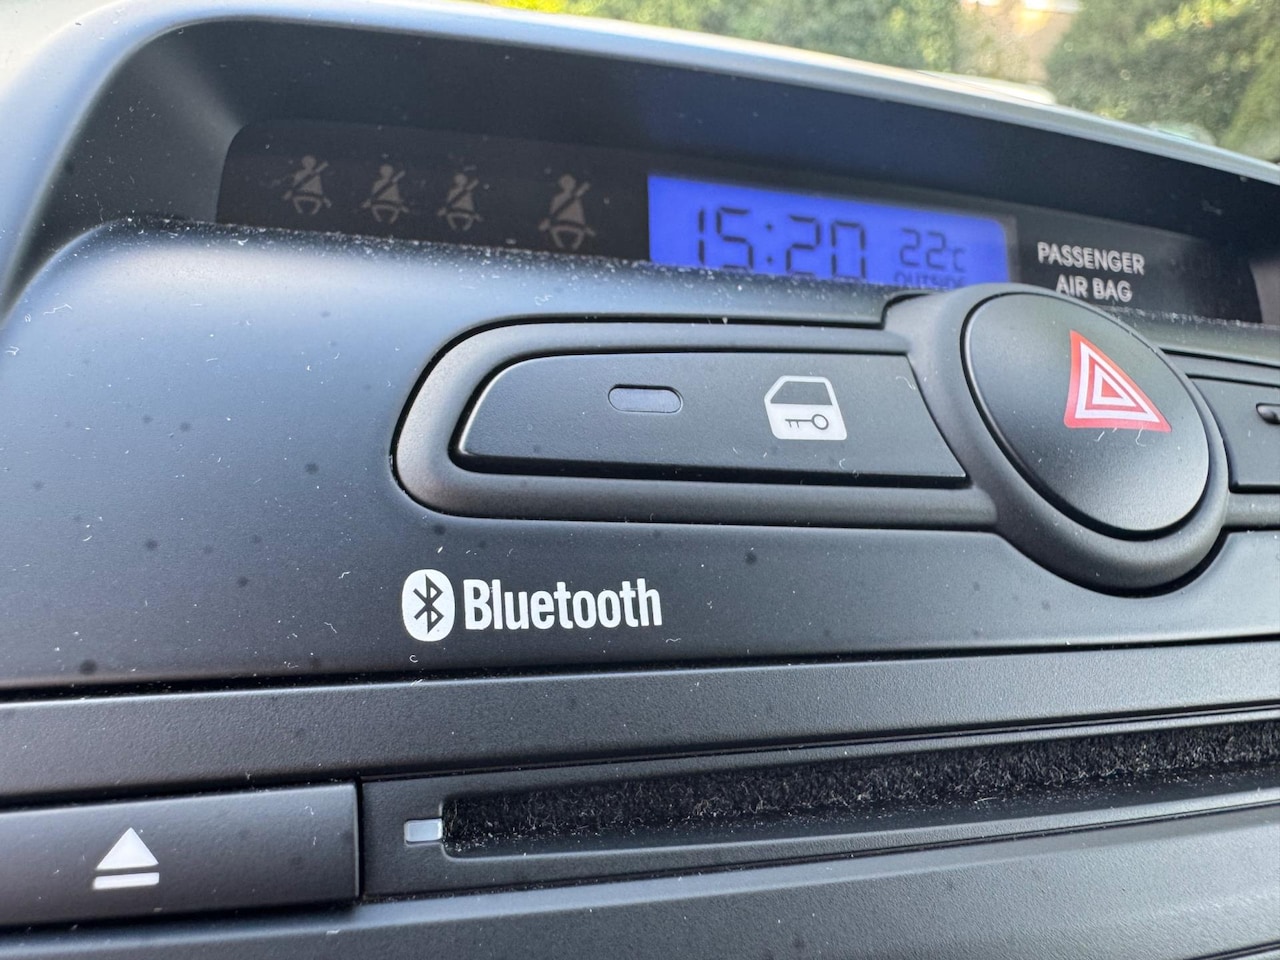 15:20 22c
OUTSIDE
PASSENGER
AIR BAG
Bluetooth